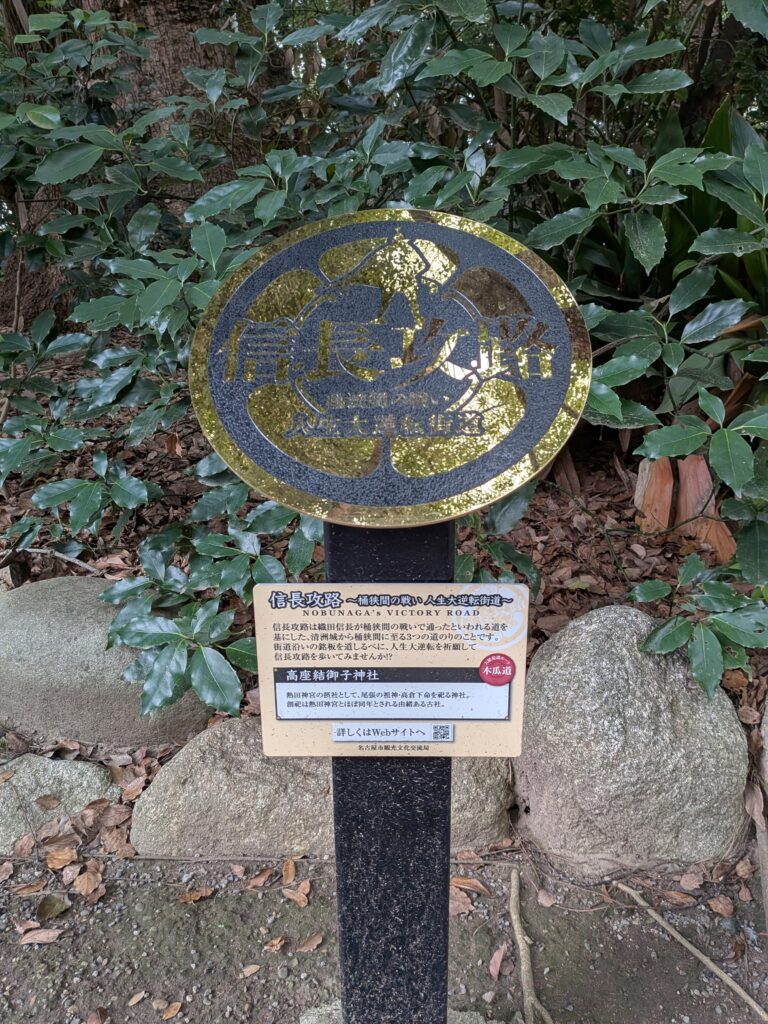 信長攻略
桶狭間の戦い
人生大逆転街道
信長攻略 ～桶狭間の戦い 人生大逆転街道～
NOBUNAGA's VICTORY ROAD
信長攻略は織田信長が桶狭間の戦いで通ったといわれる道を
基にした、清洲城から桶狭間に至る3つの道のりのことです。
街道沿いの銘板を道しるべに、人生大逆転を祈願して
信長攻略を歩いてみませんか!?
木瓜道
高座結御子神社
熱田神宮の摂社として、尾張の祖神・高倉下命を祀る神社。
創祀は熱田神宮とほぼ同年とされる由緒ある古社。
詳しくはWebサイトへ
名古屋市観光文化交流局